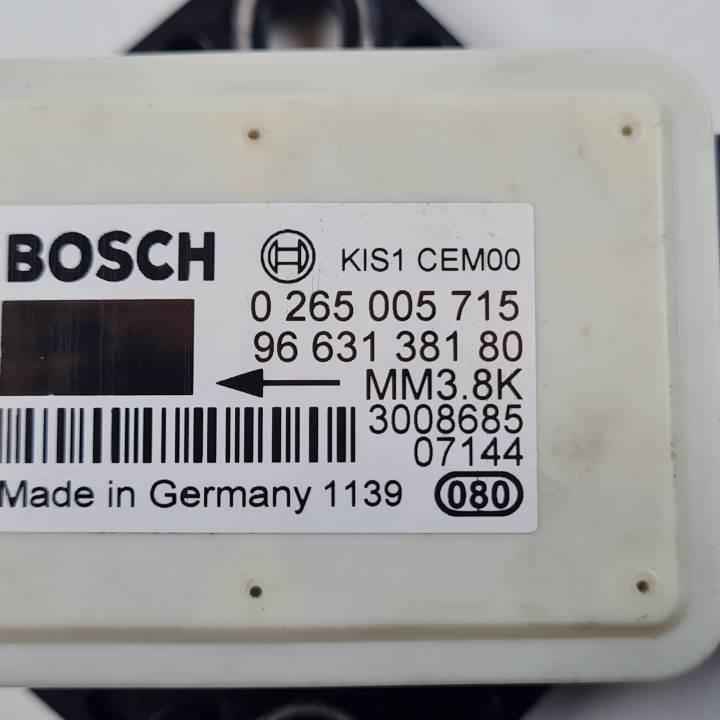 BOSCH KIS1 CEM00
0 265 005 715
96 631 381 80
MM3.8K
3008685
07144
Made in Germany 1139 080